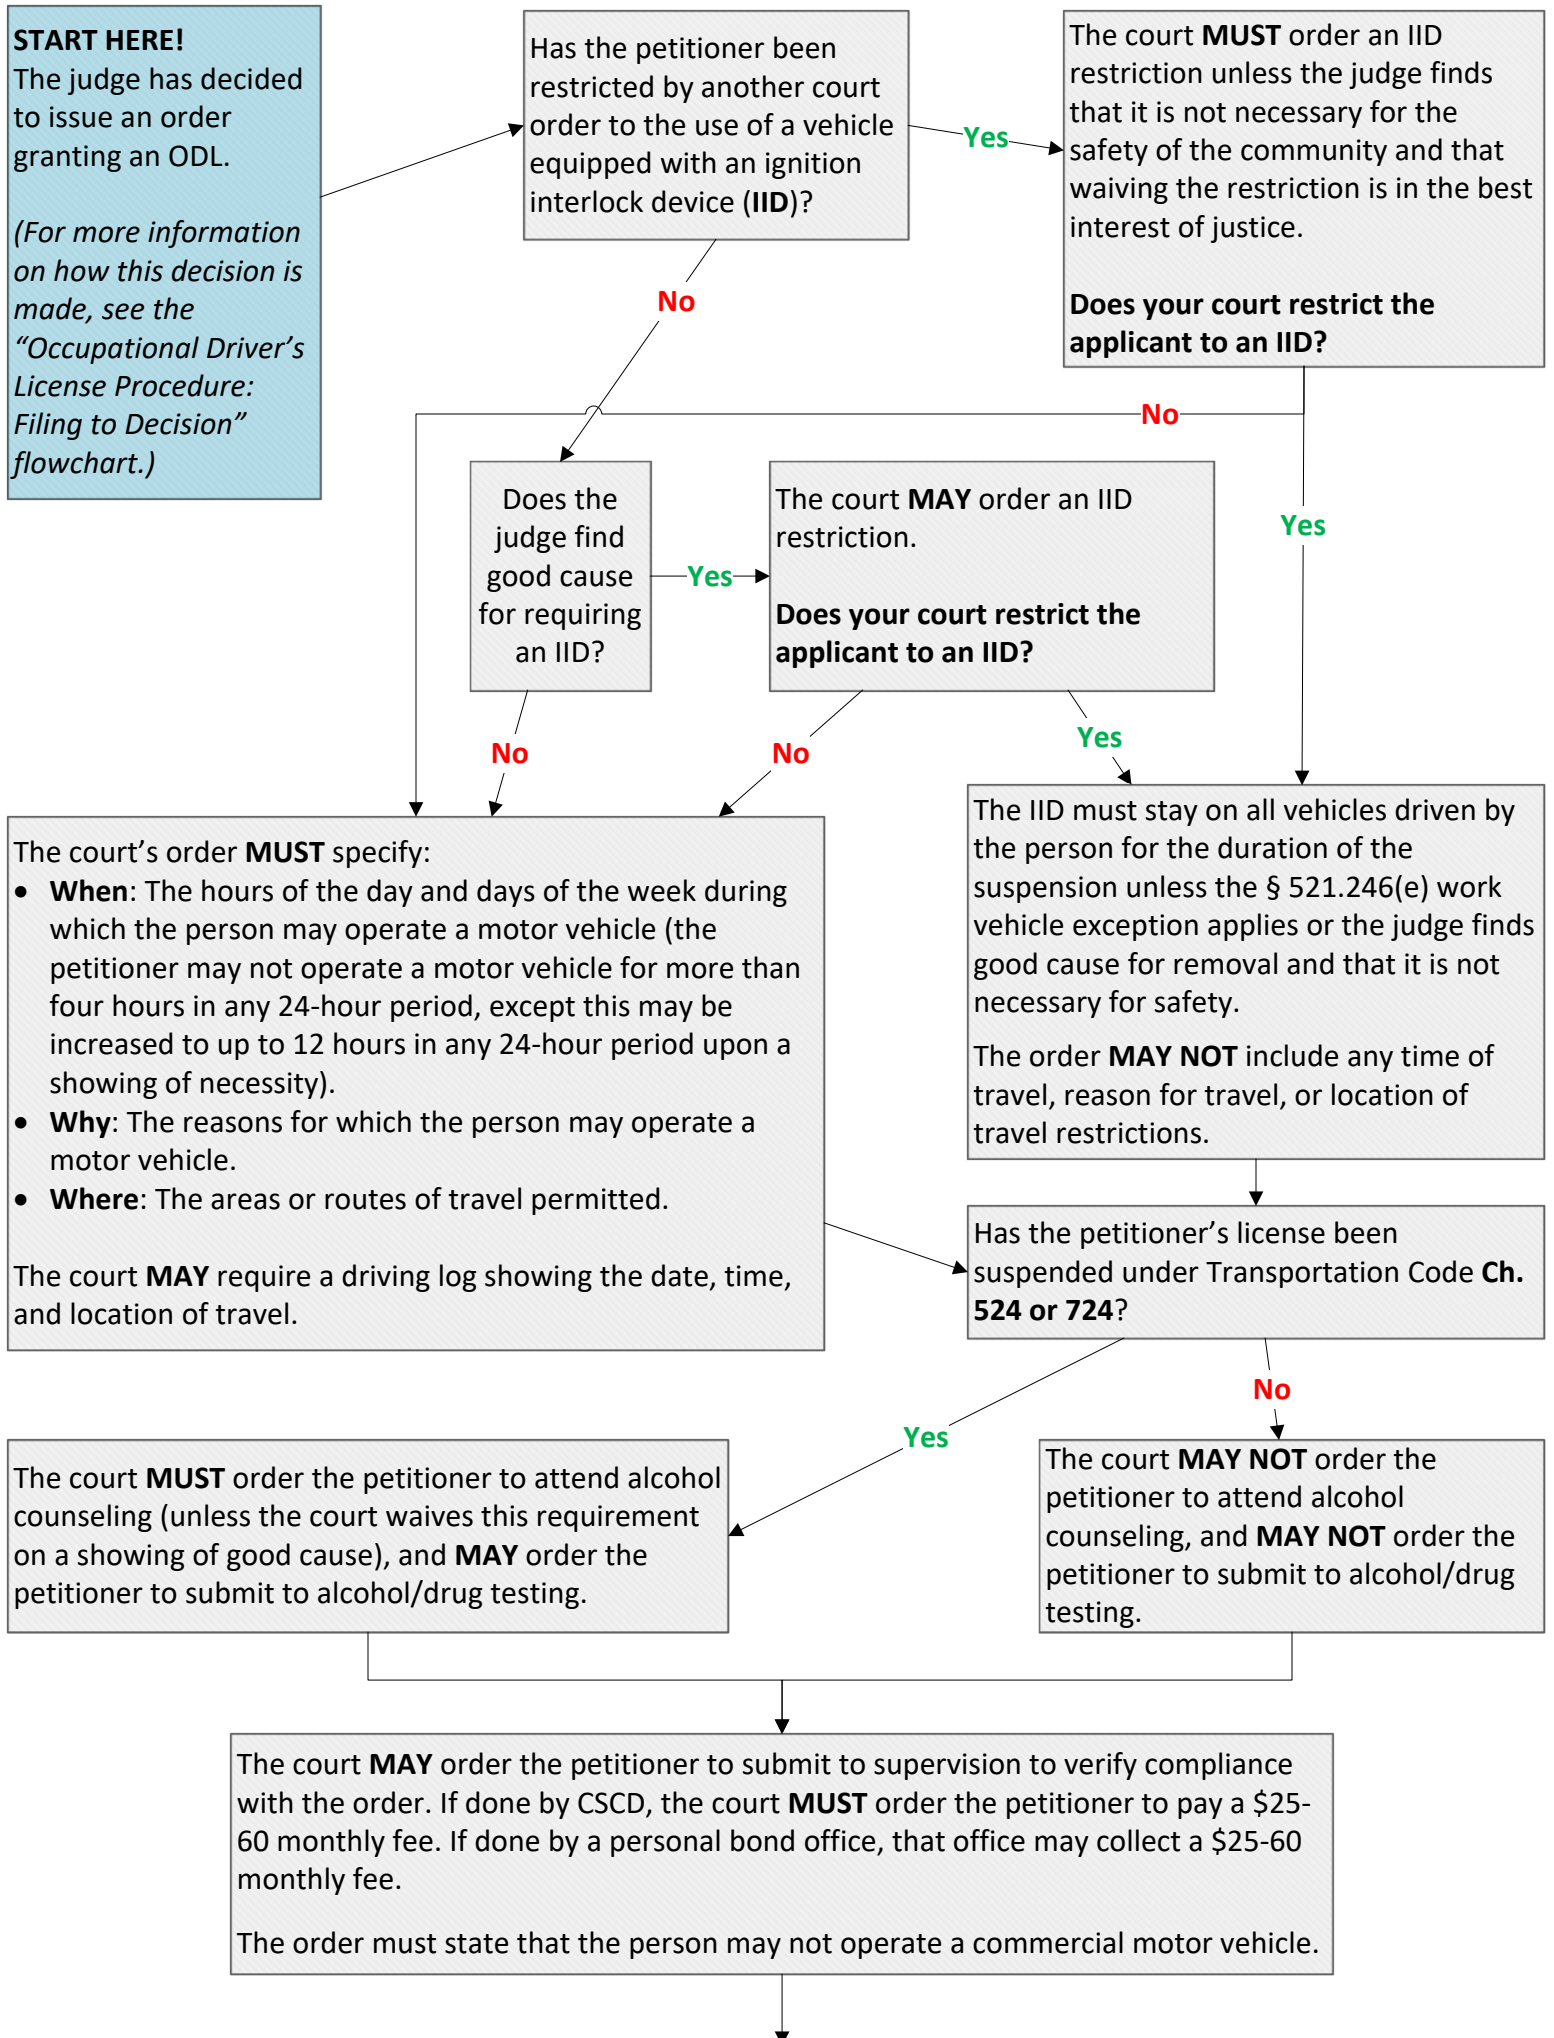 START HERE!
The judge has decided
to issue an order
granting an ODL.
(For more information
on how this decision is
made, see the
“Occupational Driver’s
License Procedure:
Filing to Decision”
flowchart.)
Has the petitioner been
restricted by another court
order to the use of a vehicle
equipped with an ignition
interlock device (IID)?
Yes
The court MUST order an IID
restriction unless the judge finds
that it is not necessary for the
safety of the community and that
waiving the restriction is in the best
interest of justice.
Does your court restrict the
applicant to an IID?
No
No
Yes
Does the
judge find
good cause
for requiring
an IID?
Yes
The court MAY order an IID
restriction.
Does your court restrict the
applicant to an IID?
No
No
Yes
The court’s order MUST specify:
• When: The hours of the day and days of the week during
which the person may operate a motor vehicle (the
petitioner may not operate a motor vehicle for more than
four hours in any 24-hour period, except this may be
increased to up to 12 hours in any 24-hour period upon a
showing of necessity).
• Why: The reasons for which the person may operate a
motor vehicle.
• Where: The areas or routes of travel permitted.
The court MAY require a driving log showing the date, time,
and location of travel.
The IID must stay on all vehicles driven by
the person for the duration of the
suspension unless the § 521.246(e) work
vehicle exception applies or the judge finds
good cause for removal and that it is not
necessary for safety.
The order MAY NOT include any time of
travel, reason for travel, or location of
travel restrictions.
Has the petitioner’s license been
suspended under Transportation Code Ch.
524 or 724?
Yes
No
The court MUST order the petitioner to attend alcohol
counseling (unless the court waives this requirement
on a showing of good cause), and MAY order the
petitioner to submit to alcohol/drug testing.
The court MAY NOT order the
petitioner to attend alcohol
counseling, and MAY NOT order the
petitioner to submit to alcohol/drug
testing.
The court MAY order the petitioner to submit to supervision to verify compliance
with the order. If done by CSCD, the court MUST order the petitioner to pay a $25-
60 monthly fee. If done by a personal bond office, that office may collect a $25-60
monthly fee.
The order must state that the person may not operate a commercial motor vehicle.